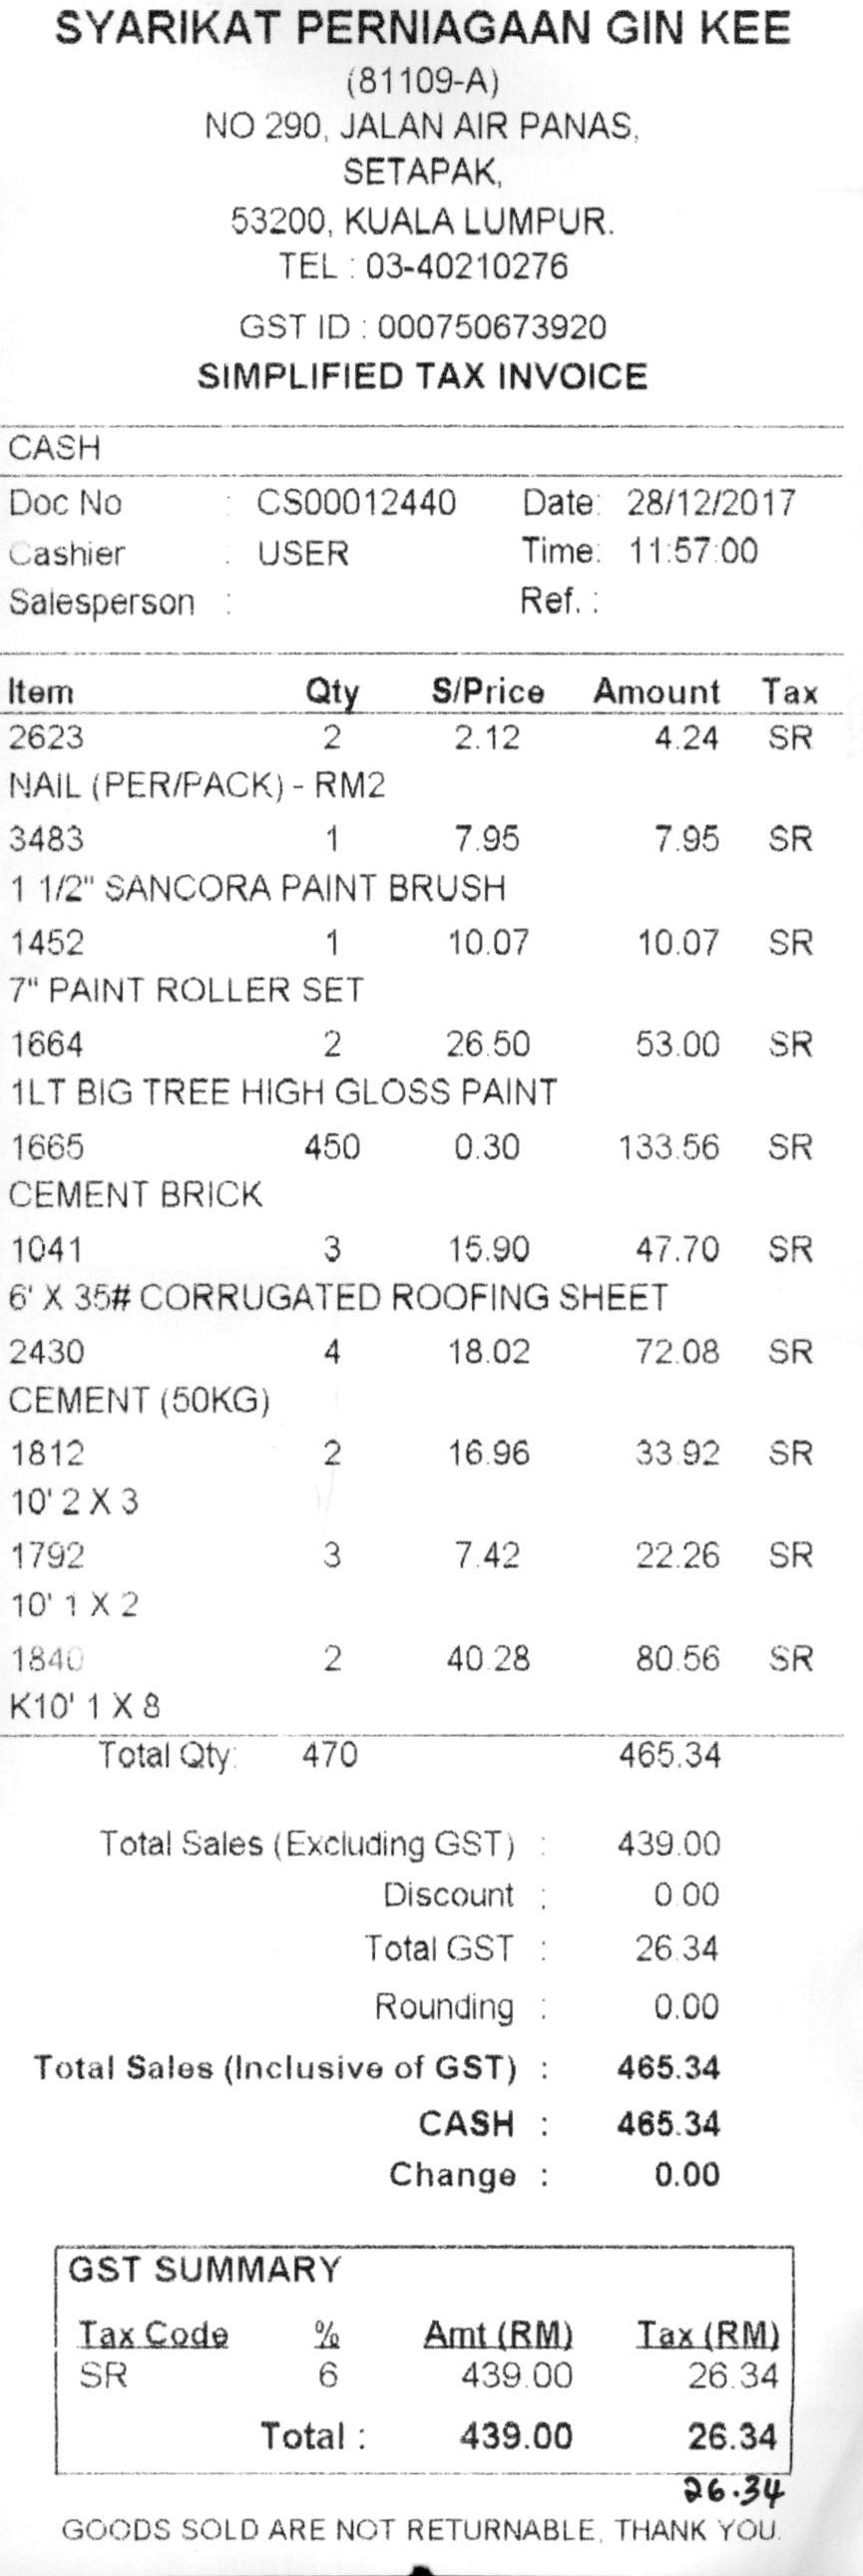 SYARIKAT PERNIAGAAN GIN KEE
(81109-A)
NO 290, JALAN AIR PANAS,
SETAPAK,
53200, KUALA LUMPUR.
TEL : 03-40210276
GST ID : 000750673920
SIMPLIFIED TAX INVOICE
CASH
Doc No : CS00012440 Date: 28/12/2017
Cashier : USER Time: 11:57:00
Salesperson : Ref. :
Item Qty S/Price Amount Tax
2623 2 2.12 4.24 SR
NAIL (PER/PACK) - RM2
3483 1 7.95 7.95 SR
1 1/2" SANCORA PAINT BRUSH
1452 1 10.07 10.07 SR
7" PAINT ROLLER SET
1664 2 26.50 53.00 SR
1LT BIG TREE HIGH GLOSS PAINT
1665 450 0.30 133.56 SR
CEMENT BRICK
1041 3 15.90 47.70 SR
6' X 35# CORRUGATED ROOFING SHEET
2430 4 18.02 72.08 SR
CEMENT (50KG)
1812 2 16.96 33.92 SR
10' 2 X 3
1792 3 7.42 22.26 SR
10' 1 X 2
1840 2 40.28 80.56 SR
K10' 1 X 8
Total Qty: 470 465.34
Total Sales (Excluding GST) : 439.00
Discount : 0.00
Total GST : 26.34
Rounding : 0.00
Total Sales (Inclusive of GST) : 465.34
CASH : 465.34
Change : 0.00
GST SUMMARY
Tax Code % Amt (RM) Tax (RM)
SR 6 439.00 26.34
Total : 439.00 26.34
26.34
GOODS SOLD ARE NOT RETURNABLE, THANK YOU.